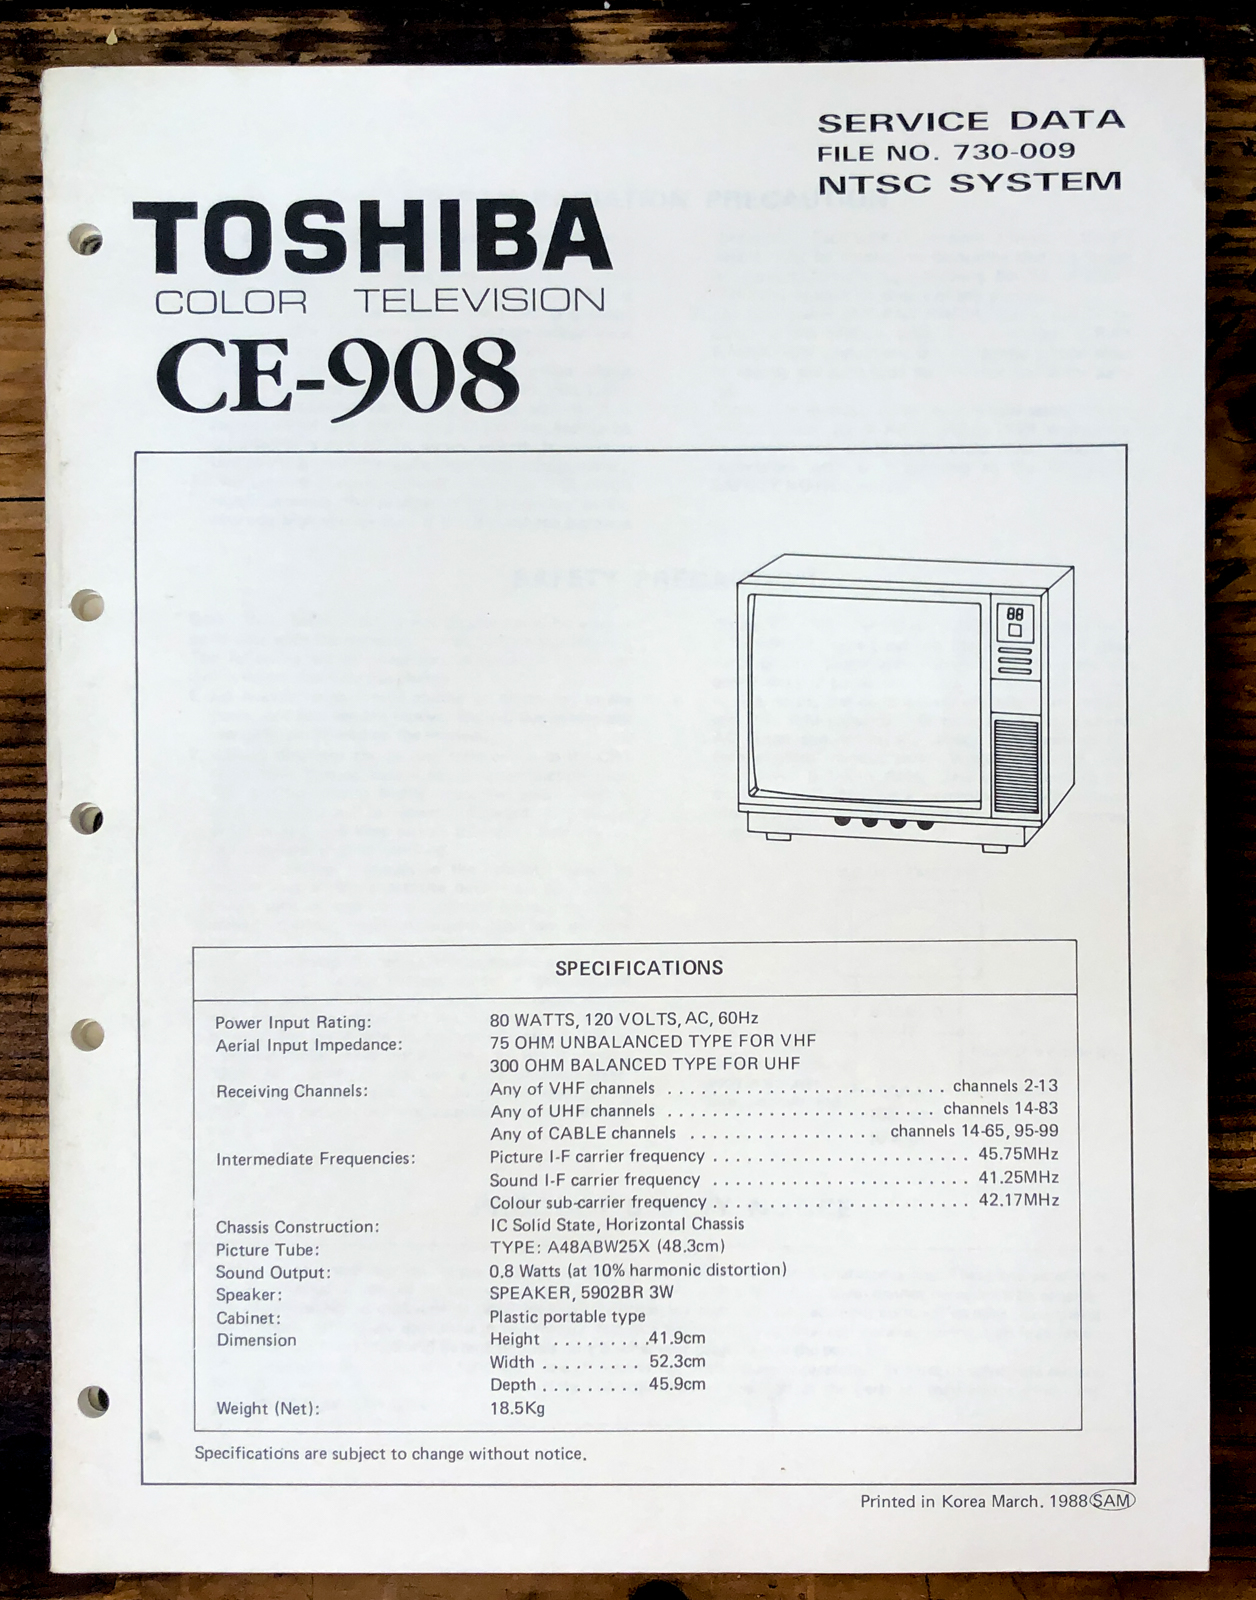 SERVICE DATA
FILE NO. 730-009
NTSC SYSTEM
TOSHIBA
COLOR TELEVISION
CE-908
88
SPECIFICATIONS
Power Input Rating: 80 WATTS, 120 VOLTS, AC, 60Hz
Aerial Input Impedance: 75 OHM UNBALANCED TYPE FOR VHF
300 OHM BALANCED TYPE FOR UHF
Receiving Channels: Any of VHF channels . . . . . . . . . . . . . . . . . . . . . . . . channels 2-13
Any of UHF channels . . . . . . . . . . . . . . . . . . . . . . . . channels 14-83
Any of CABLE channels . . . . . . . . . . . . . . . . . channels 14-65, 95-99
Intermediate Frequencies: Picture I-F carrier frequency . . . . . . . . . . . . . . . . . . . . . . . 45.75MHz
Sound I-F carrier frequency . . . . . . . . . . . . . . . . . . . . . . . 41.25MHz
Colour sub-carrier frequency . . . . . . . . . . . . . . . . . . . . . . . 42.17MHz
Chassis Construction: IC Solid State, Horizontal Chassis
Picture Tube: TYPE: A48ABW25X (48.3cm)
Sound Output: 0.8 Watts (at 10% harmonic distortion)
Speaker: SPEAKER, 5902BR 3W
Cabinet: Plastic portable type
Dimension Height . . . . . . . . .41.9cm
Width . . . . . . . . . 52.3cm
Depth . . . . . . . . . 45.9cm
Weight (Net): 18.5Kg
Specifications are subject to change without notice.
Printed in Korea March. 1988 SAM